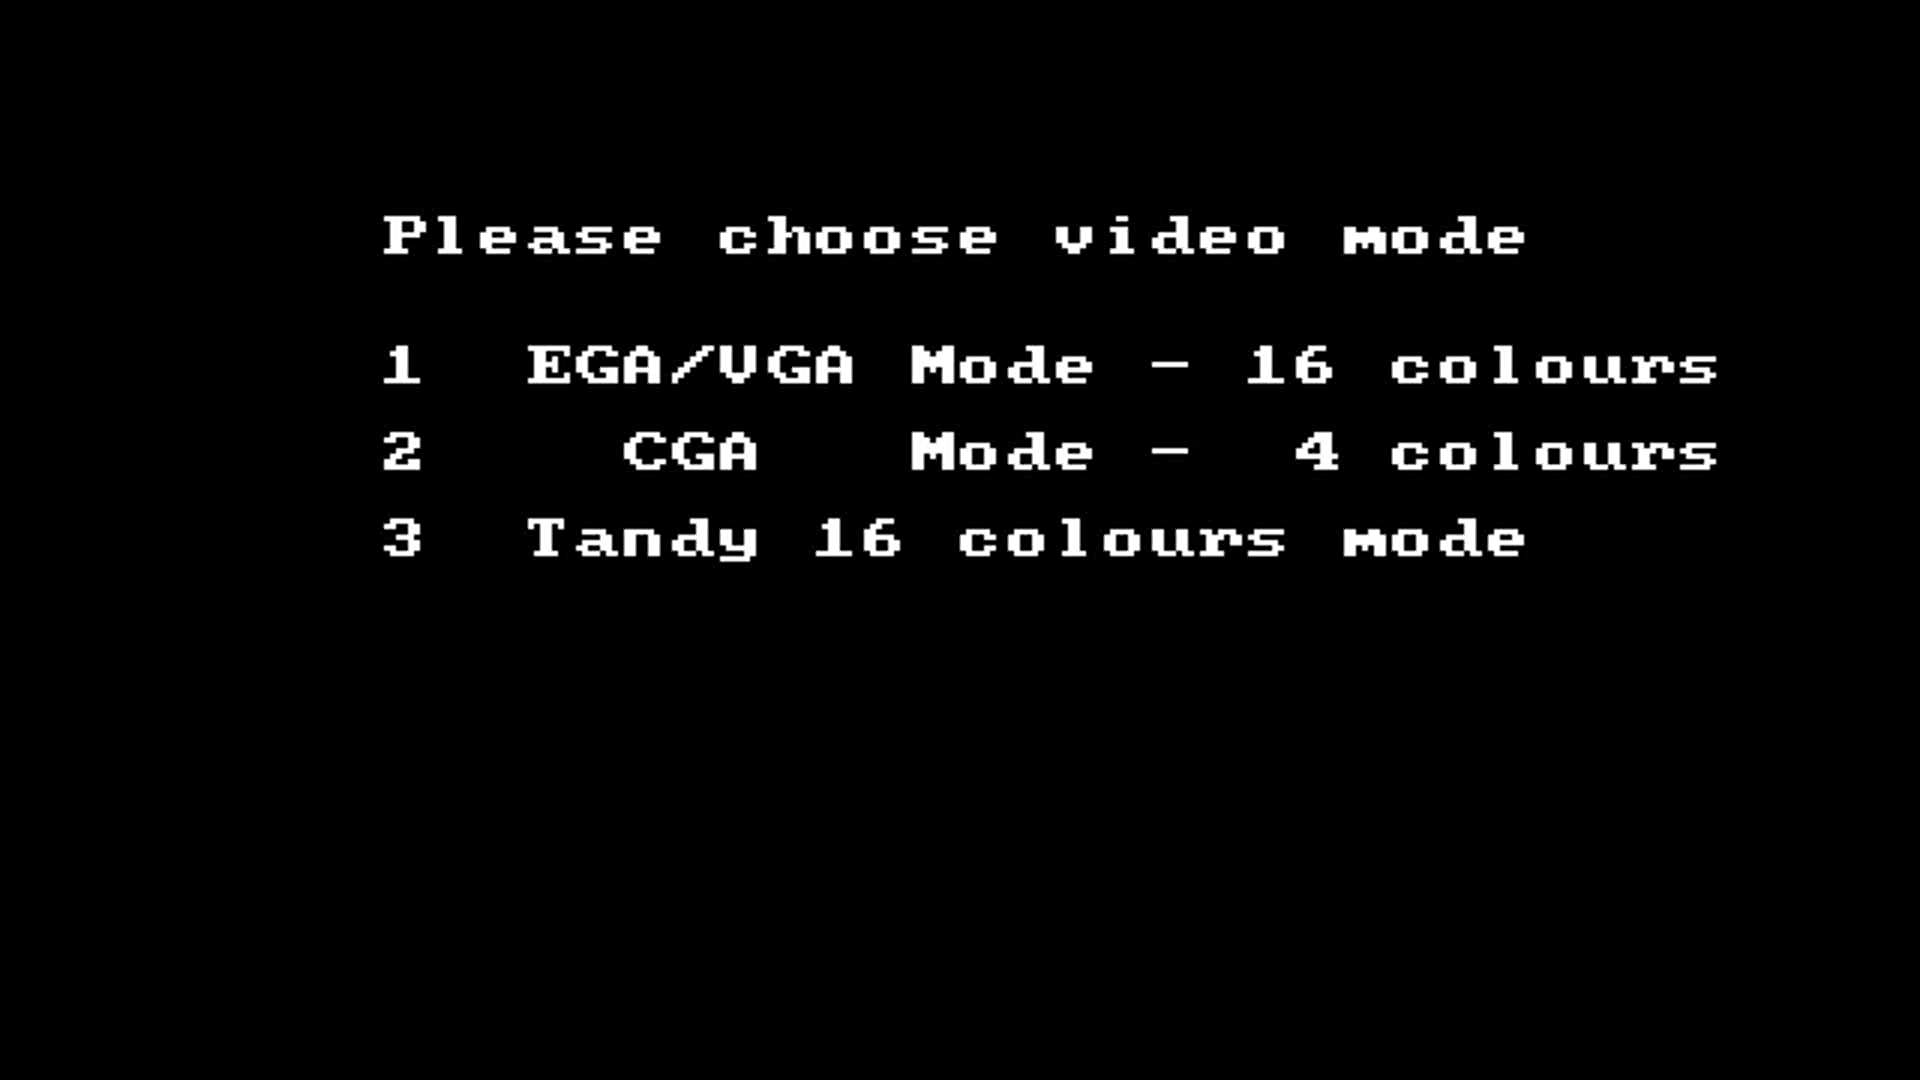 Please choose video mode
1  EGA/VGA Mode - 16 colours
2    CGA   Mode -  4 colours
3  Tandy 16 colours mode